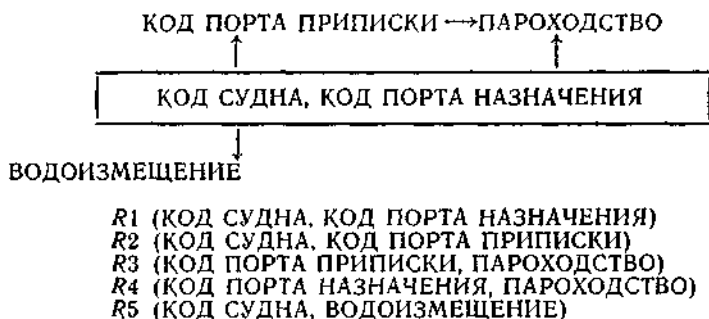 КОД ПОРТА ПРИПИСКИ → ПАРОХОДСТВО
КОД СУДНА, КОД ПОРТА НАЗНАЧЕНИЯ
ВОДОИЗМЕЩЕНИЕ
R1 (КОД СУДНА, КОД ПОРТА НАЗНАЧЕНИЯ)
R2 (КОД СУДНА, КОД ПОРТА ПРИПИСКИ)
R3 (КОД ПОРТА ПРИПИСКИ, ПАРОХОДСТВО)
R4 (КОД ПОРТА НАЗНАЧЕНИЯ, ПАРОХОДСТВО)
R5 (КОД СУДНА, ВОДОИЗМЕЩЕНИЕ)